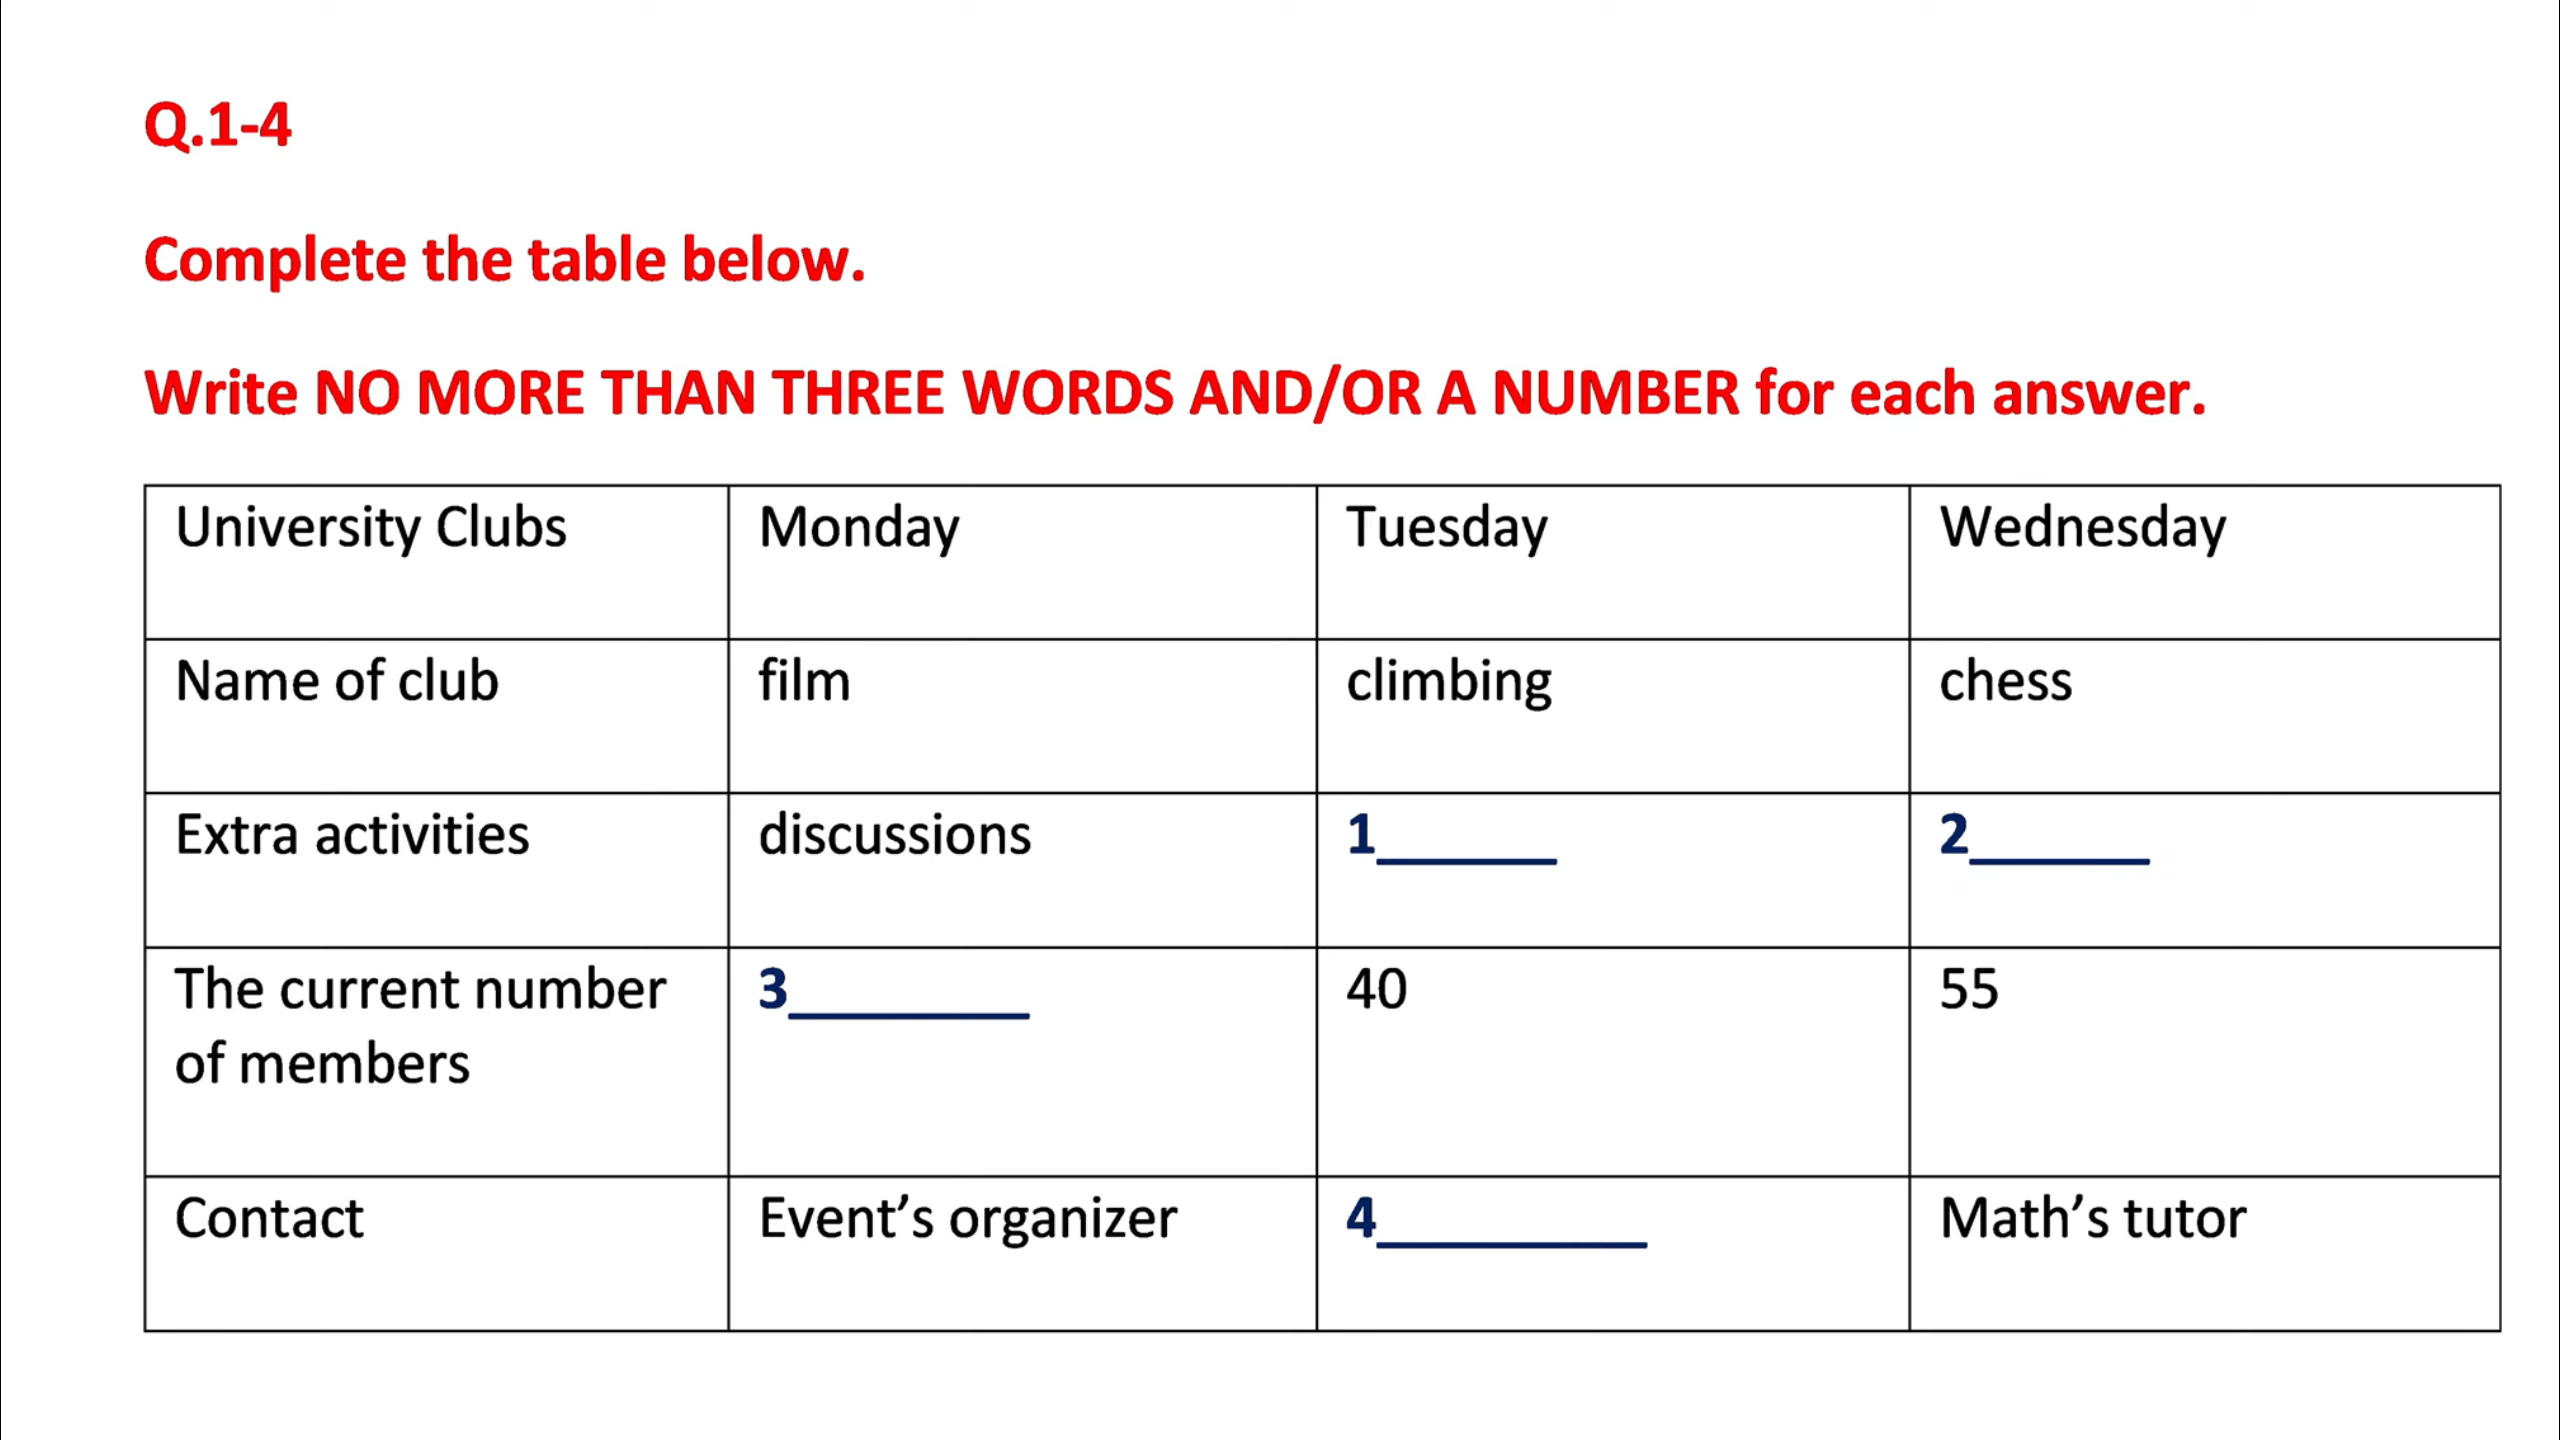 Q.1-4
Complete the table below.
Write NO MORE THAN THREE WORDS AND/OR A NUMBER for each answer.
University Clubs Monday Tuesday Wednesday
Name of club film climbing chess
Extra activities discussions 1______ 2______
The current number 3________ 40 55
of members
Contact Event’s organizer 4_________ Math’s tutor